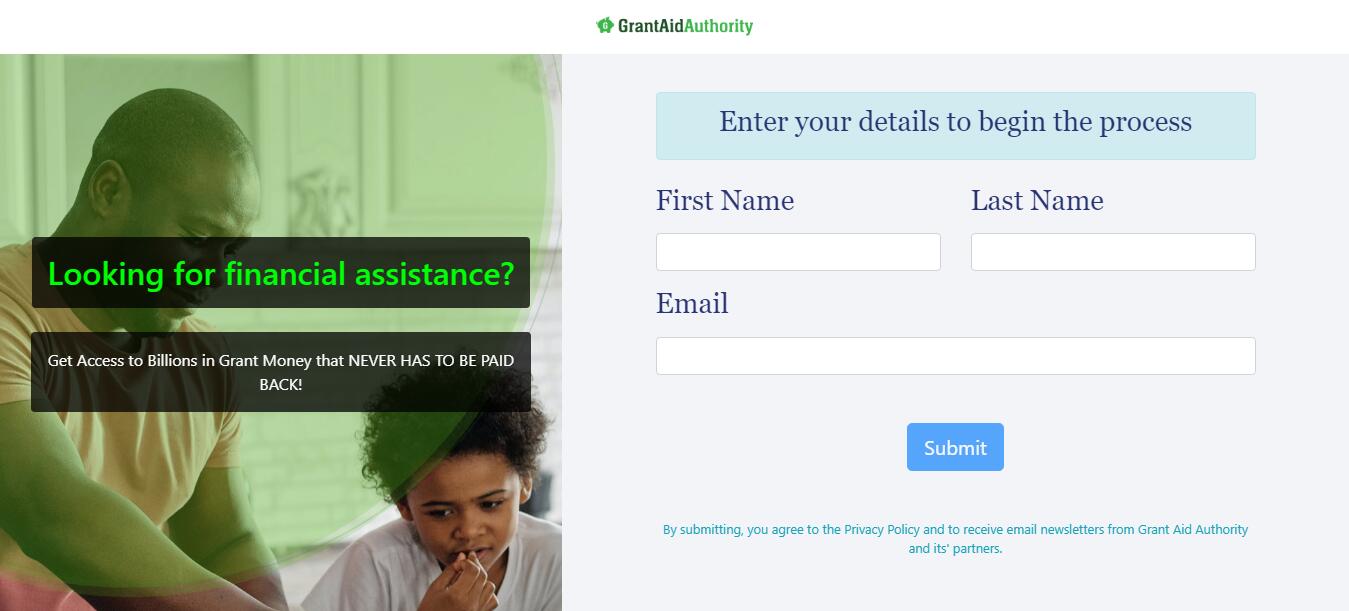 G GrantAidAuthority
Looking for financial assistance?
Get Access to Billions in Grant Money that NEVER HAS TO BE PAID
BACK!
Enter your details to begin the process
First Name
Last Name
Email
Submit
By submitting, you agree to the Privacy Policy and to receive email newsletters from Grant Aid Authority
and its' partners.